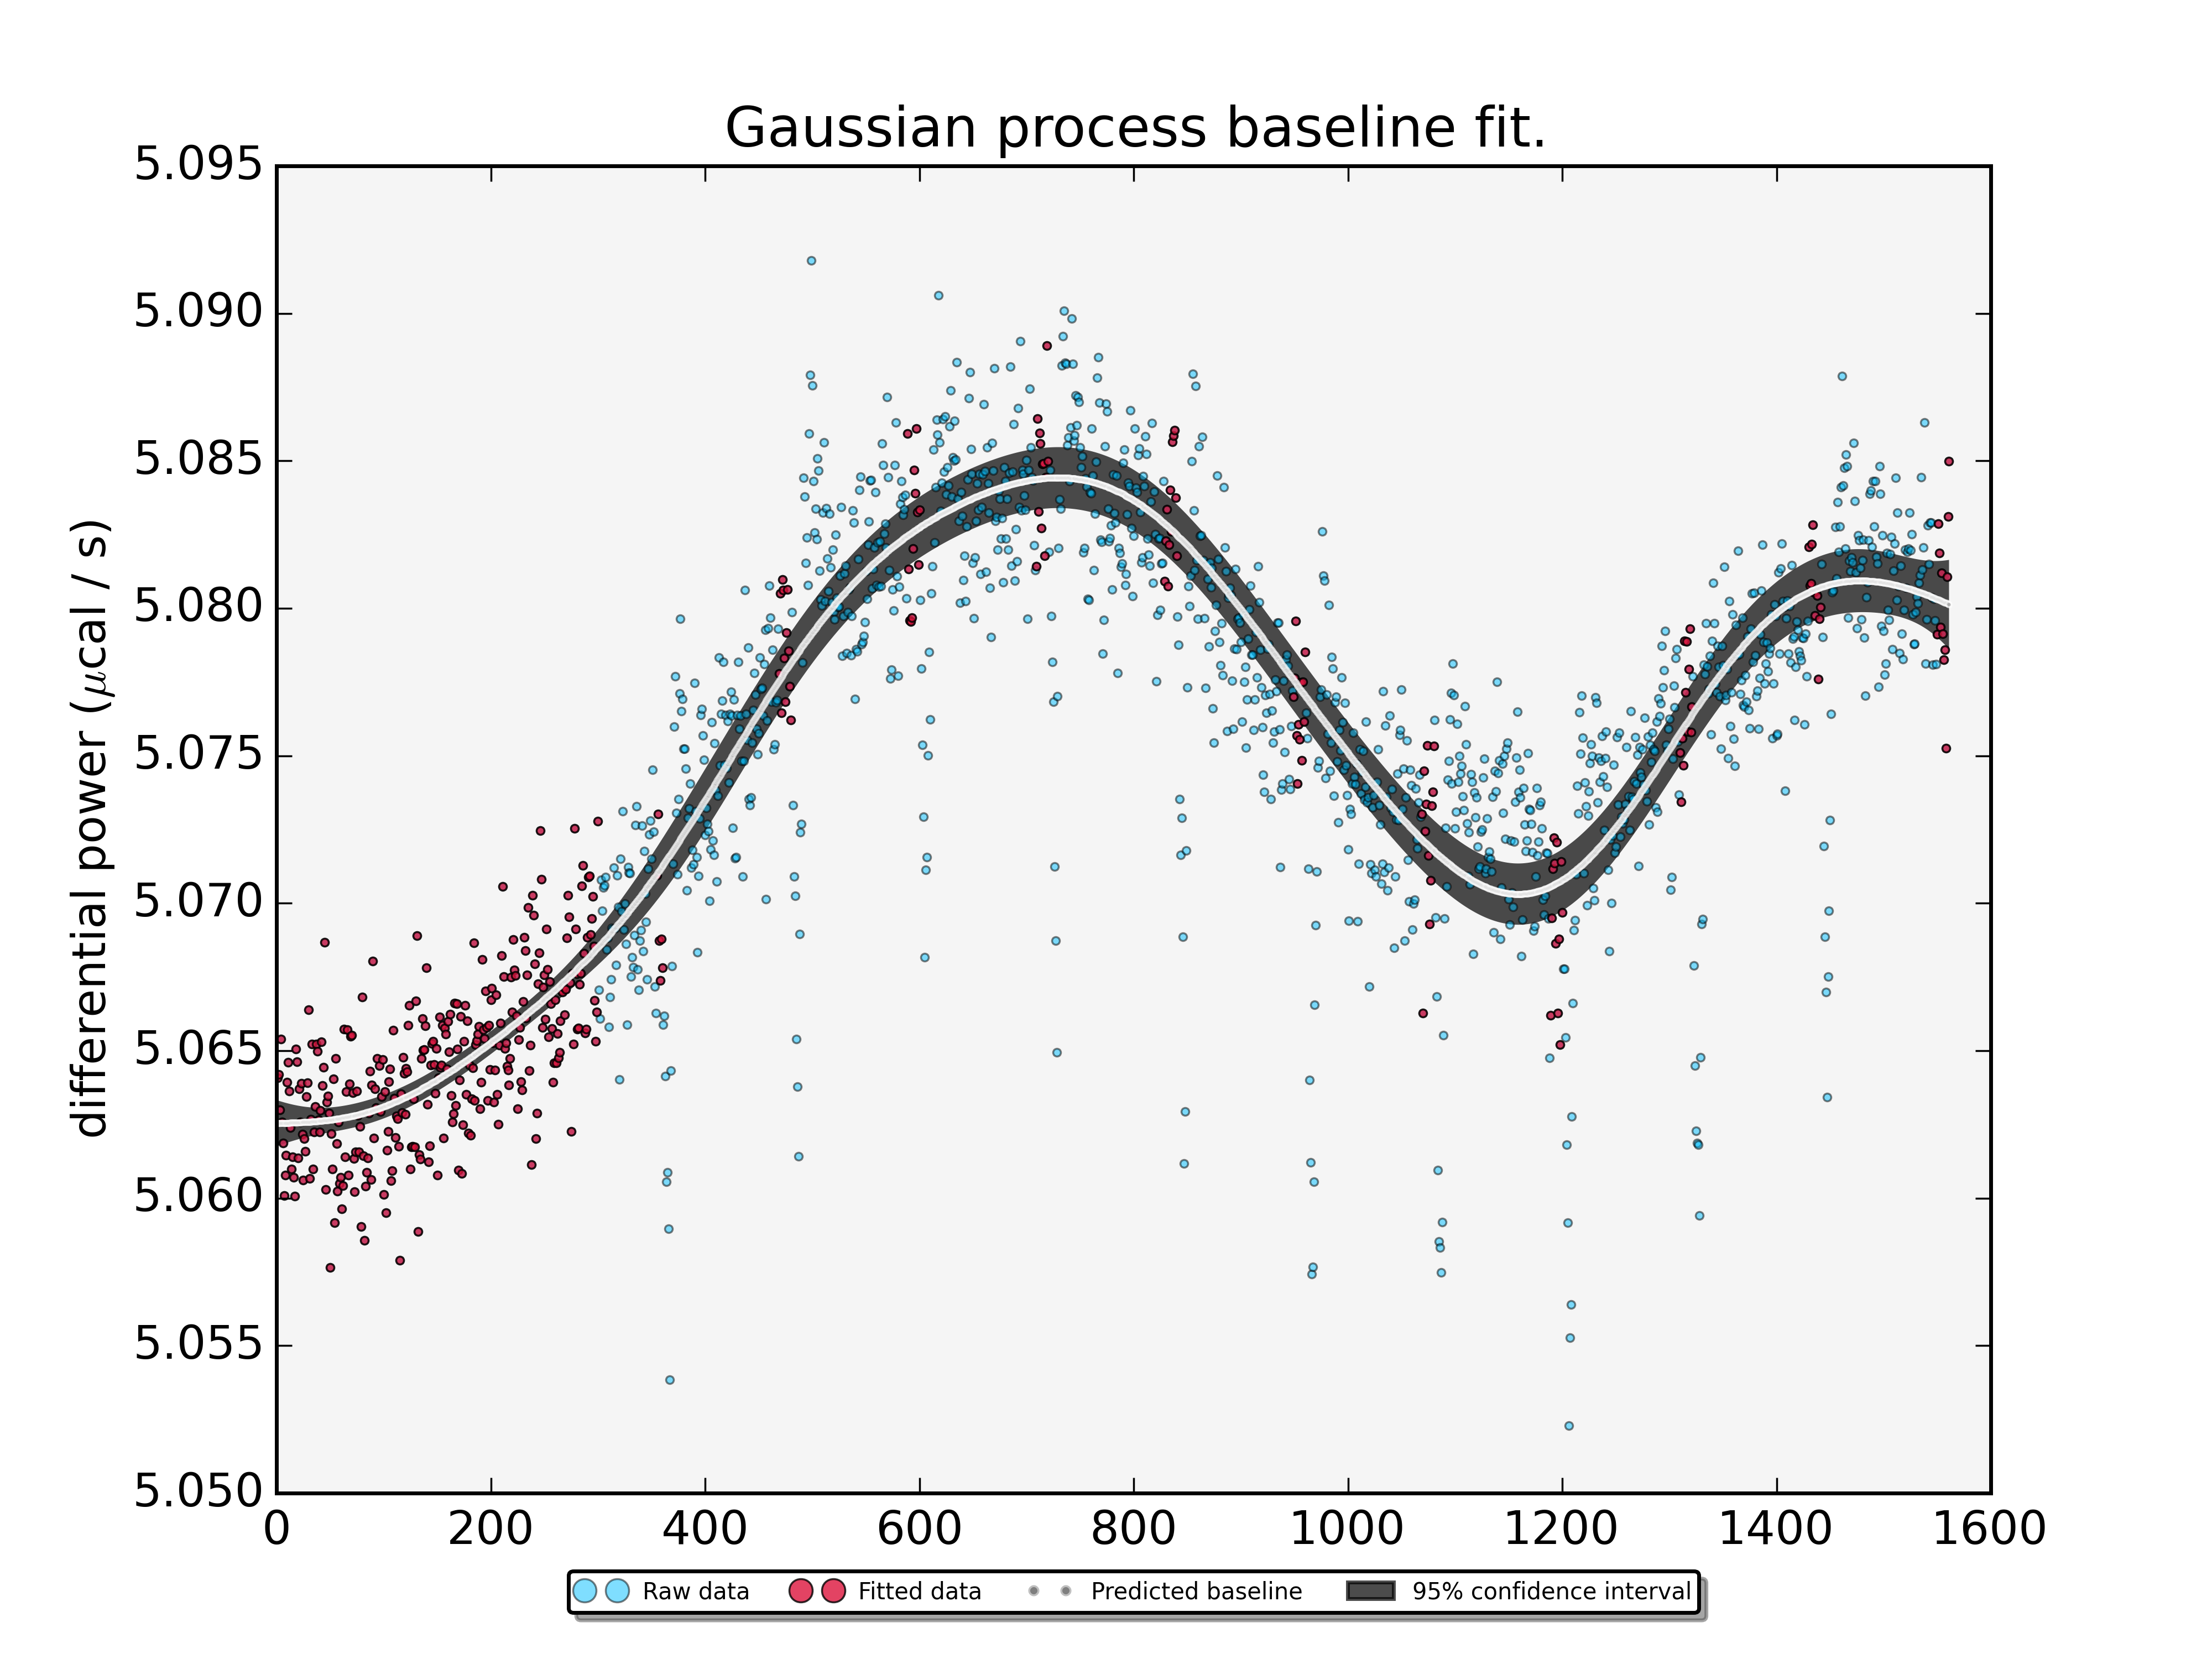 Gaussian process baseline fit.
5.095
5.090
5.085
5.080
5.075
5.070
5.065
5.060
5.055
5.050
differential power (μcal / s)
0 200 400 600 800 1000 1200 1400 1600
Raw data Fitted data Predicted baseline 95% confidence interval